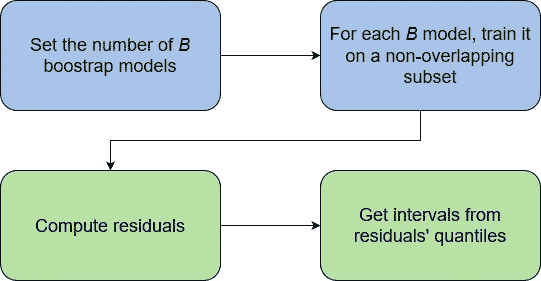 Set the number of B
boostrap models
For each B model, train it
on a non-overlapping
subset
Compute residuals
Get intervals from
residuals' quantiles